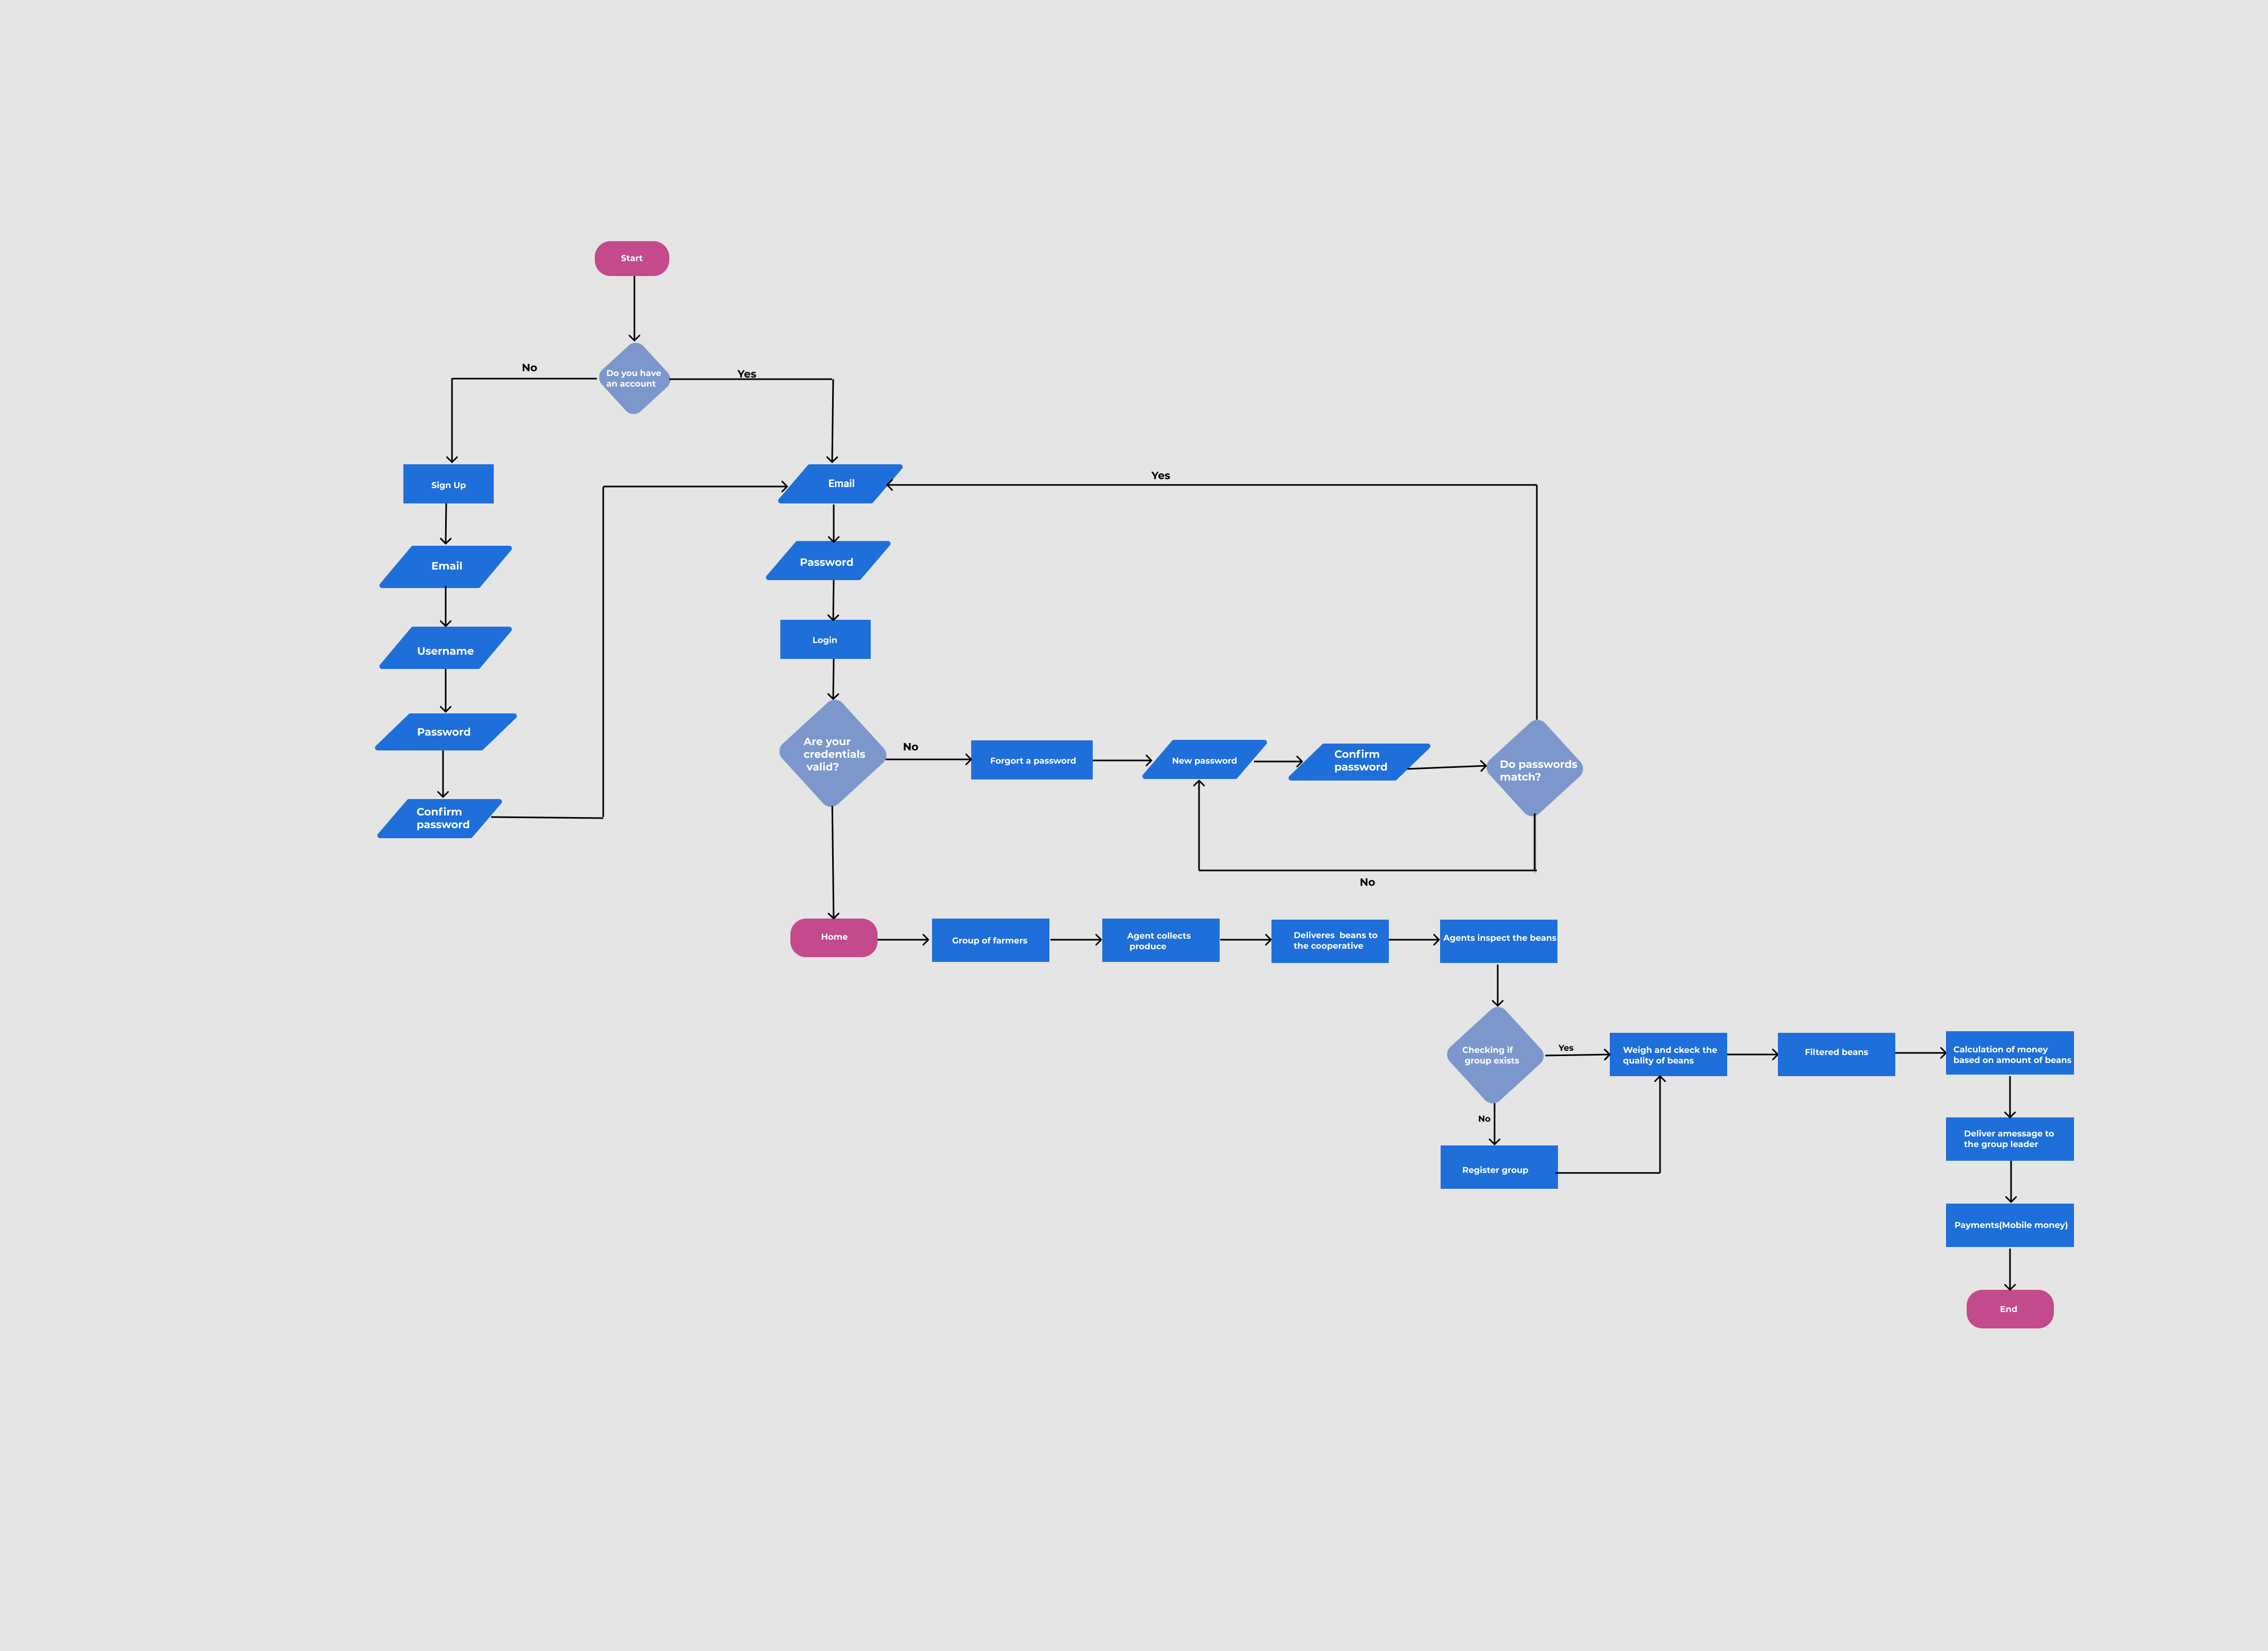 Start
Do you have
an account
No
Yes
Sign Up
Email
Username
Password
Confirm
password
Email
Yes
Password
Login
Are your
credentials
valid?
No
Forgort a password
New password
Confirm
password
Do passwords
match?
No
Home
Group of farmers
Agent collects
produce
Deliveres  beans to
the cooperative
Agents inspect the beans
Checking if
group exists
Yes
No
Register group
Weigh and ckeck the
quality of beans
Filtered beans
Calculation of money
based on amount of beans
Deliver amessage to
the group leader
Payments(Mobile money)
End